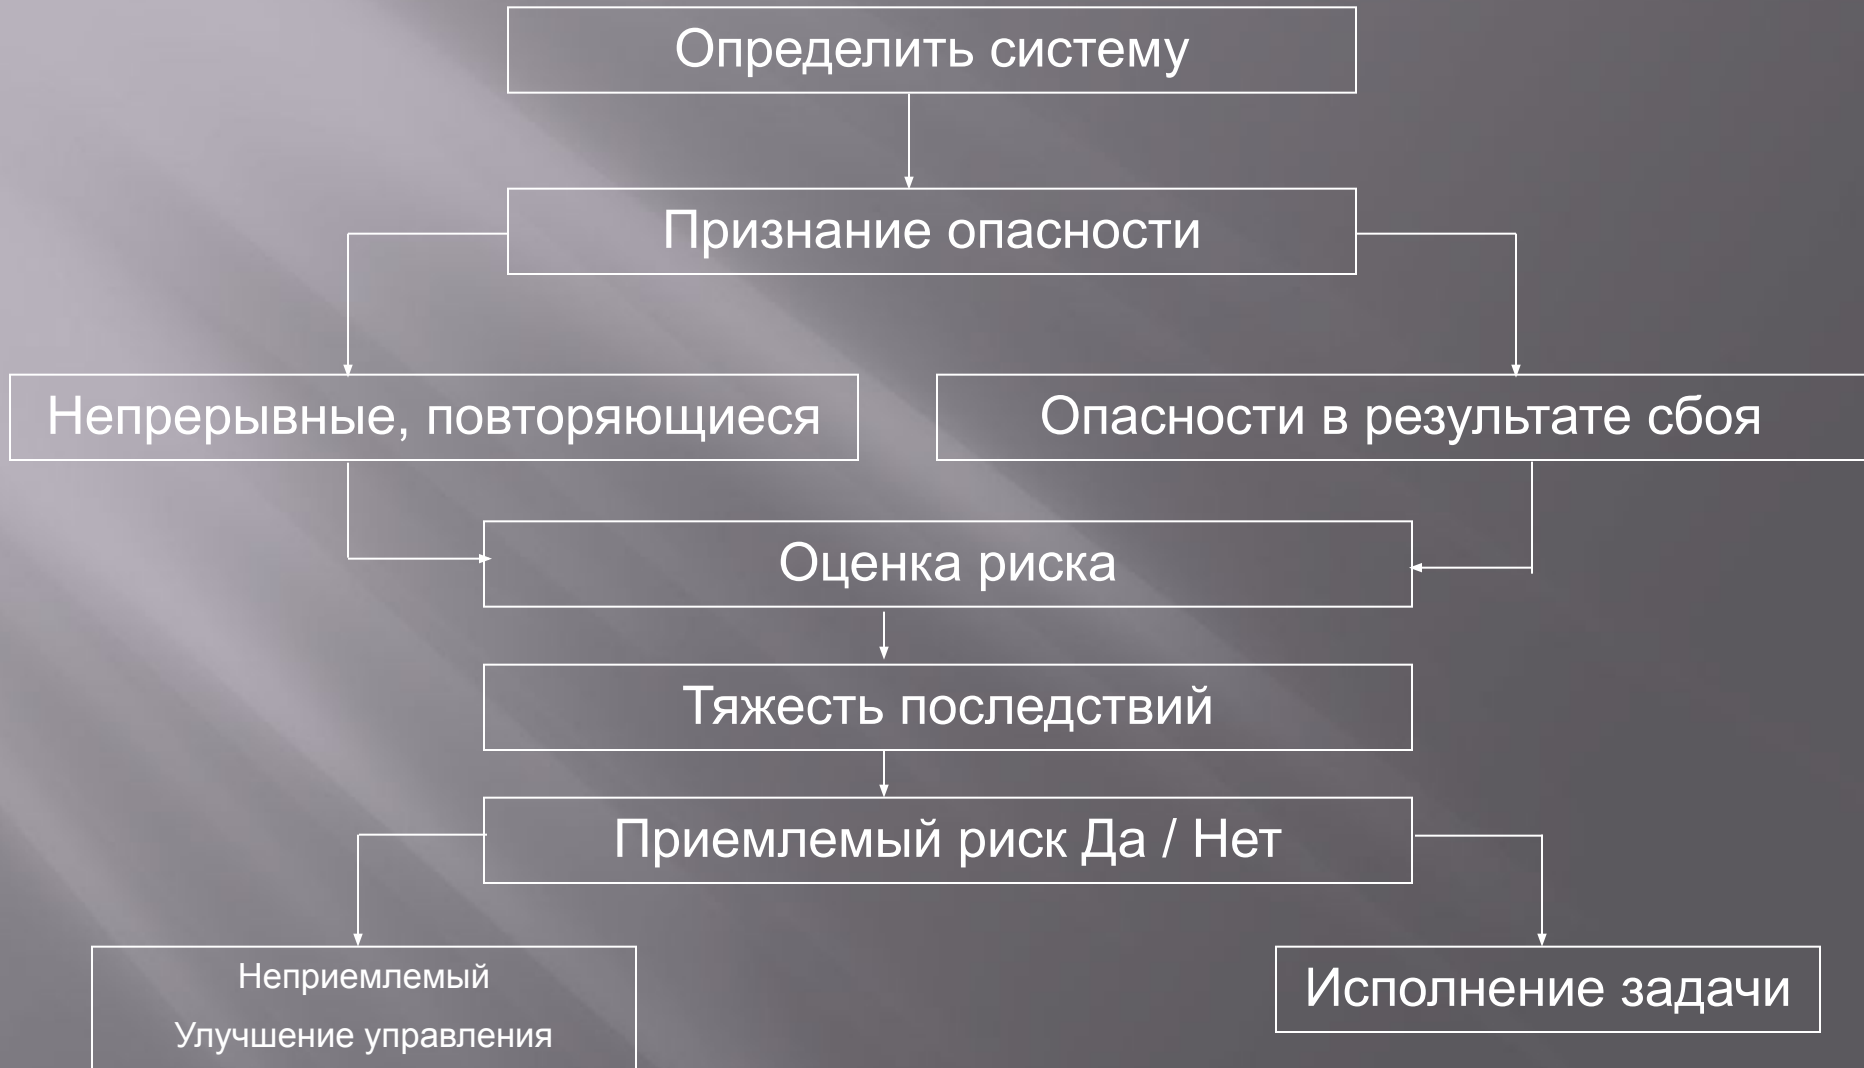 Определить систему
Признание опасности
Непрерывные, повторяющиеся
Опасности в результате сбоя
Оценка риска
Тяжесть последствий
Приемлемый риск Да / Нет
Неприемлемый
Улучшение управления
Исполнение задачи